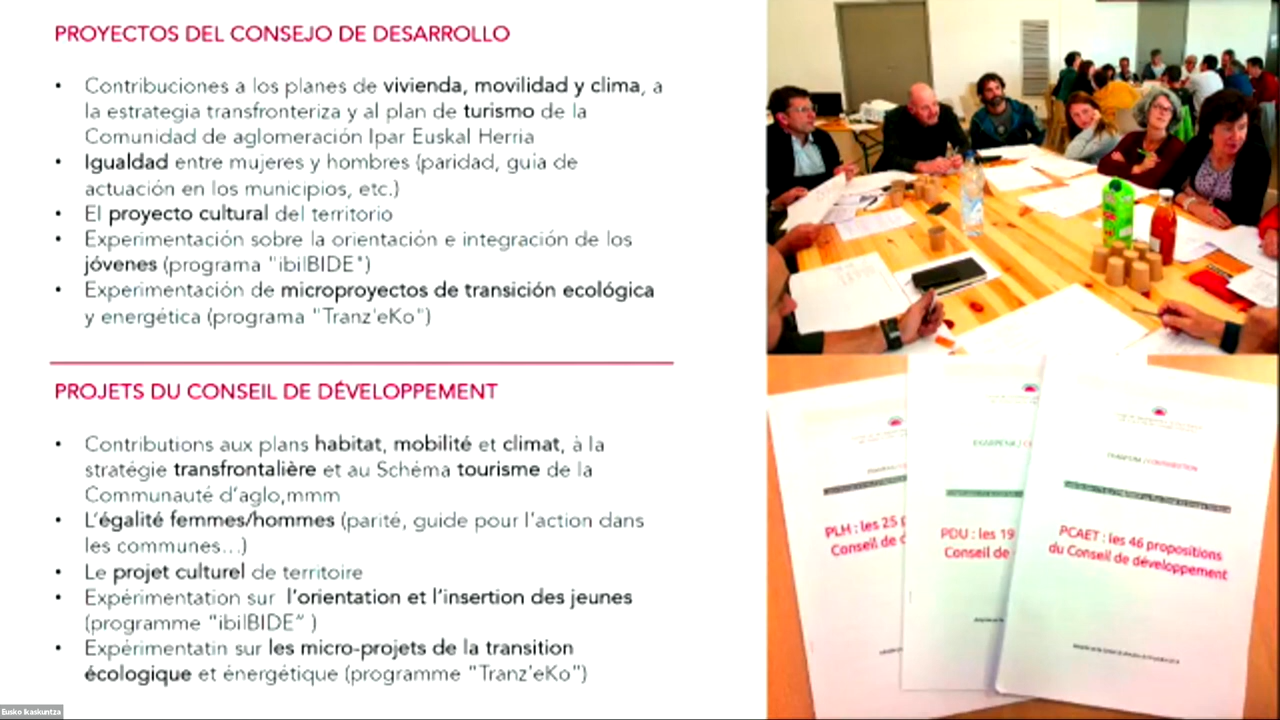 PROYECTOS DEL CONSEJO DE DESARROLLO
• Contribuciones a los planes de vivienda, movilidad y clima, a
la estrategia transfronteriza y al plan de turismo de la
Comunidad de aglomeración Ipar Euskal Herria
• Igualdad entre mujeres y hombres (paridad, guia de
actuación en los municipios, etc.)
• El proyecto cultural del territorio
• Experimentación sobre la orientación e integración de los
jóvenes (programa "ibilBIDE")
• Experimentación de microproyectos de transición ecológica
y energética (programa "Tranz'eKo")
PROJETS DU CONSEIL DE DÉVELOPPEMENT
• Contributions aux plans habitat, mobilité et climat, à la
stratégie transfrontalière et au Schéma tourisme de la
Communauté d'aglo,mmm
• L'égalité femmes/hommes (parité, guide pour l'action dans
les communes...)
• Le projet culturel de territoire
• Expérimentation sur l'orientation et l'insertion des jeunes
(programme "ibilBIDE" )
• Expérimentatin sur les micro-projets de la transition
écologique et énergétique (programme "Tranz'eKo")
PLH : les 25
Conseil de
PDU : les 19
Conseil de
PCAET : les 46 propositions
du Conseil de développement
Eusko Ikaskuntza